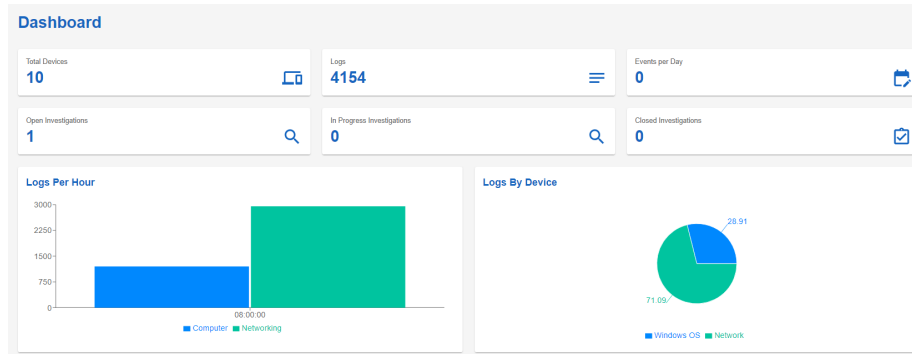 Dashboard
Total Devices
10
Logs
4154
Events per Day
0
Open Investigations
1
In Progress Investigations
0
Closed Investigations
0
Logs Per Hour
3000
2250
1500
750
0
08:00:00
Computer Networking
Logs By Device
28.91
71.09
Windows OS Network